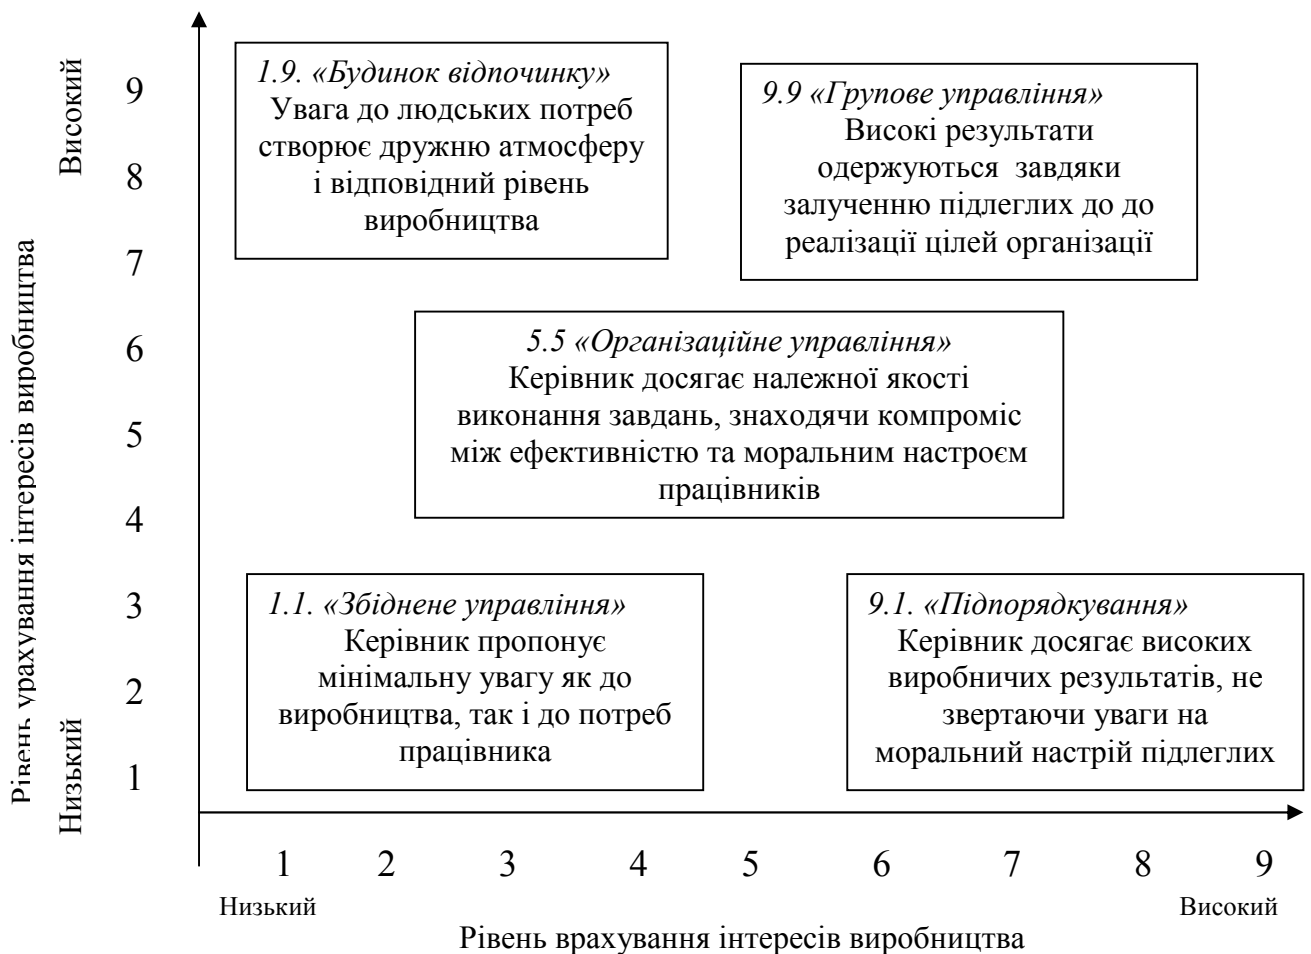 Високий
Низький
Рівень урахування інтересів виробництва
9
8
7
6
5
4
3
2
1
1.9. «Будинок відпочинку»
Увага до людських потреб
створює дружню атмосферу
і відповідний рівень
виробництва
9.9 «Групове управління»
Високі результати
одержуються завдяки
залученню підлеглих до до
реалізації цілей організації
5.5 «Організаційне управління»
Керівник досягає належної якості
виконання завдань, знаходячи компроміс
між ефективністю та моральним настроєм
працівників
1.1. «Збіднене управління»
Керівник пропонує
мінімальну увагу як до
виробництва, так і до потреб
працівника
9.1. «Підпорядкування»
Керівник досягає високих
виробничих результатів, не
звертаючи уваги на
моральний настрій підлеглих
1 2 3 4 5 6 7 8 9
Низький Високий
Рівень врахування інтересів виробництва